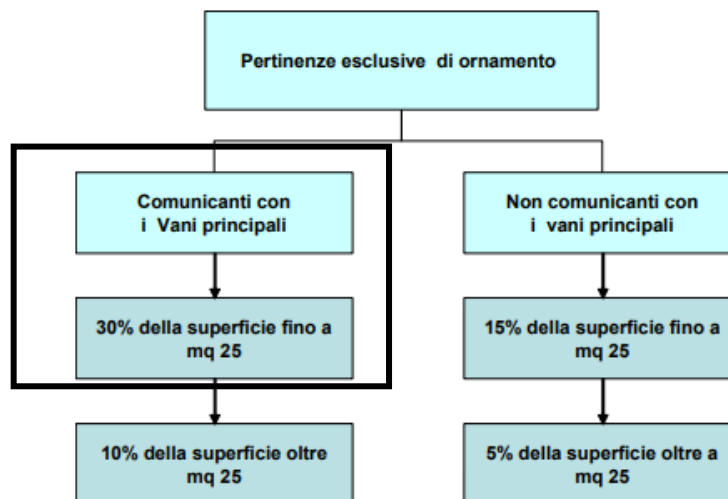 Pertinenze esclusive di ornamento
Comunicanti con
i Vani principali
Non comunicanti con
i vani principali
30% della superficie fino a
mq 25
15% della superficie fino a
mq 25
10% della superficie oltre
mq 25
5% della superficie oltre a
mq 25